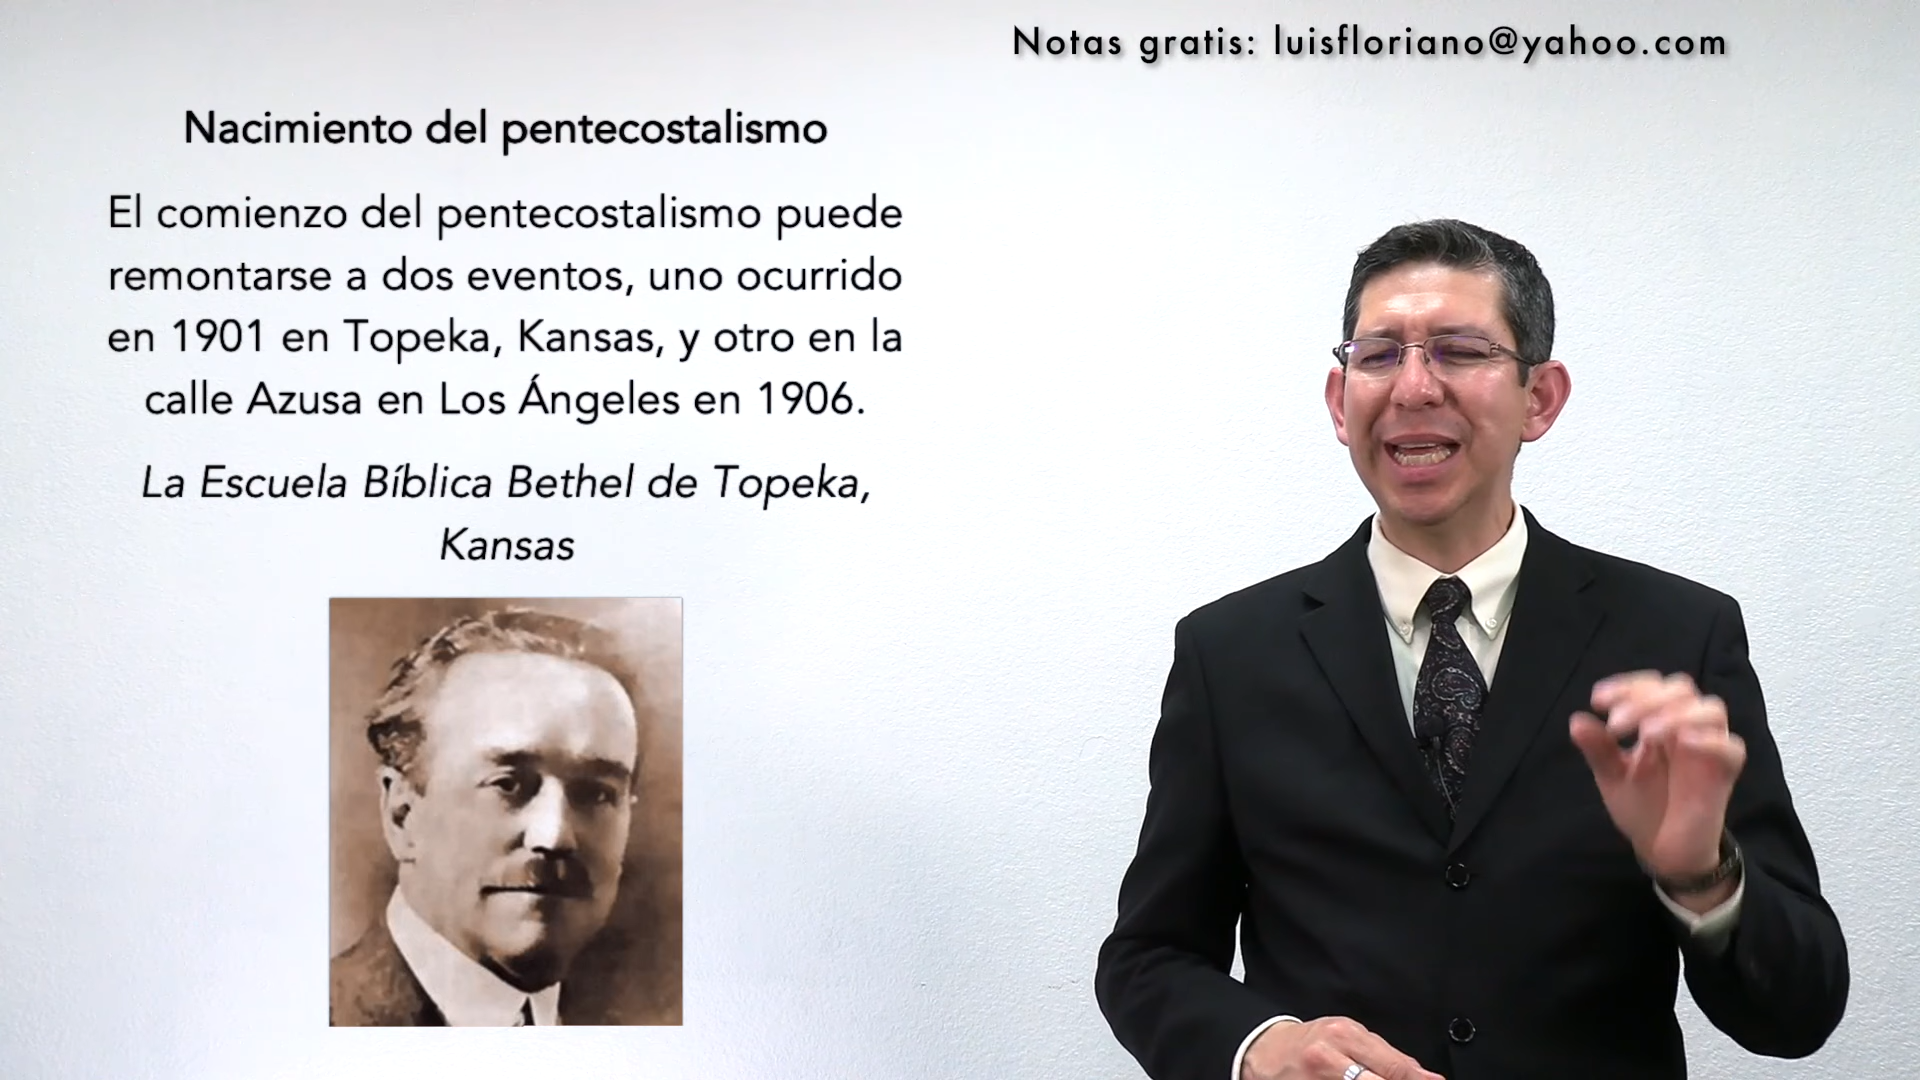 Notas gratis: luisfloriano@yahoo.com
Nacimiento del pentecostalismo
El comienzo del pentecostalismo puede
remontarse a dos eventos, uno ocurrido
en 1901 en Topeka, Kansas, y otro en la
calle Azusa en Los Ángeles en 1906.
La Escuela Bíblica Bethel de Topeka,
Kansas